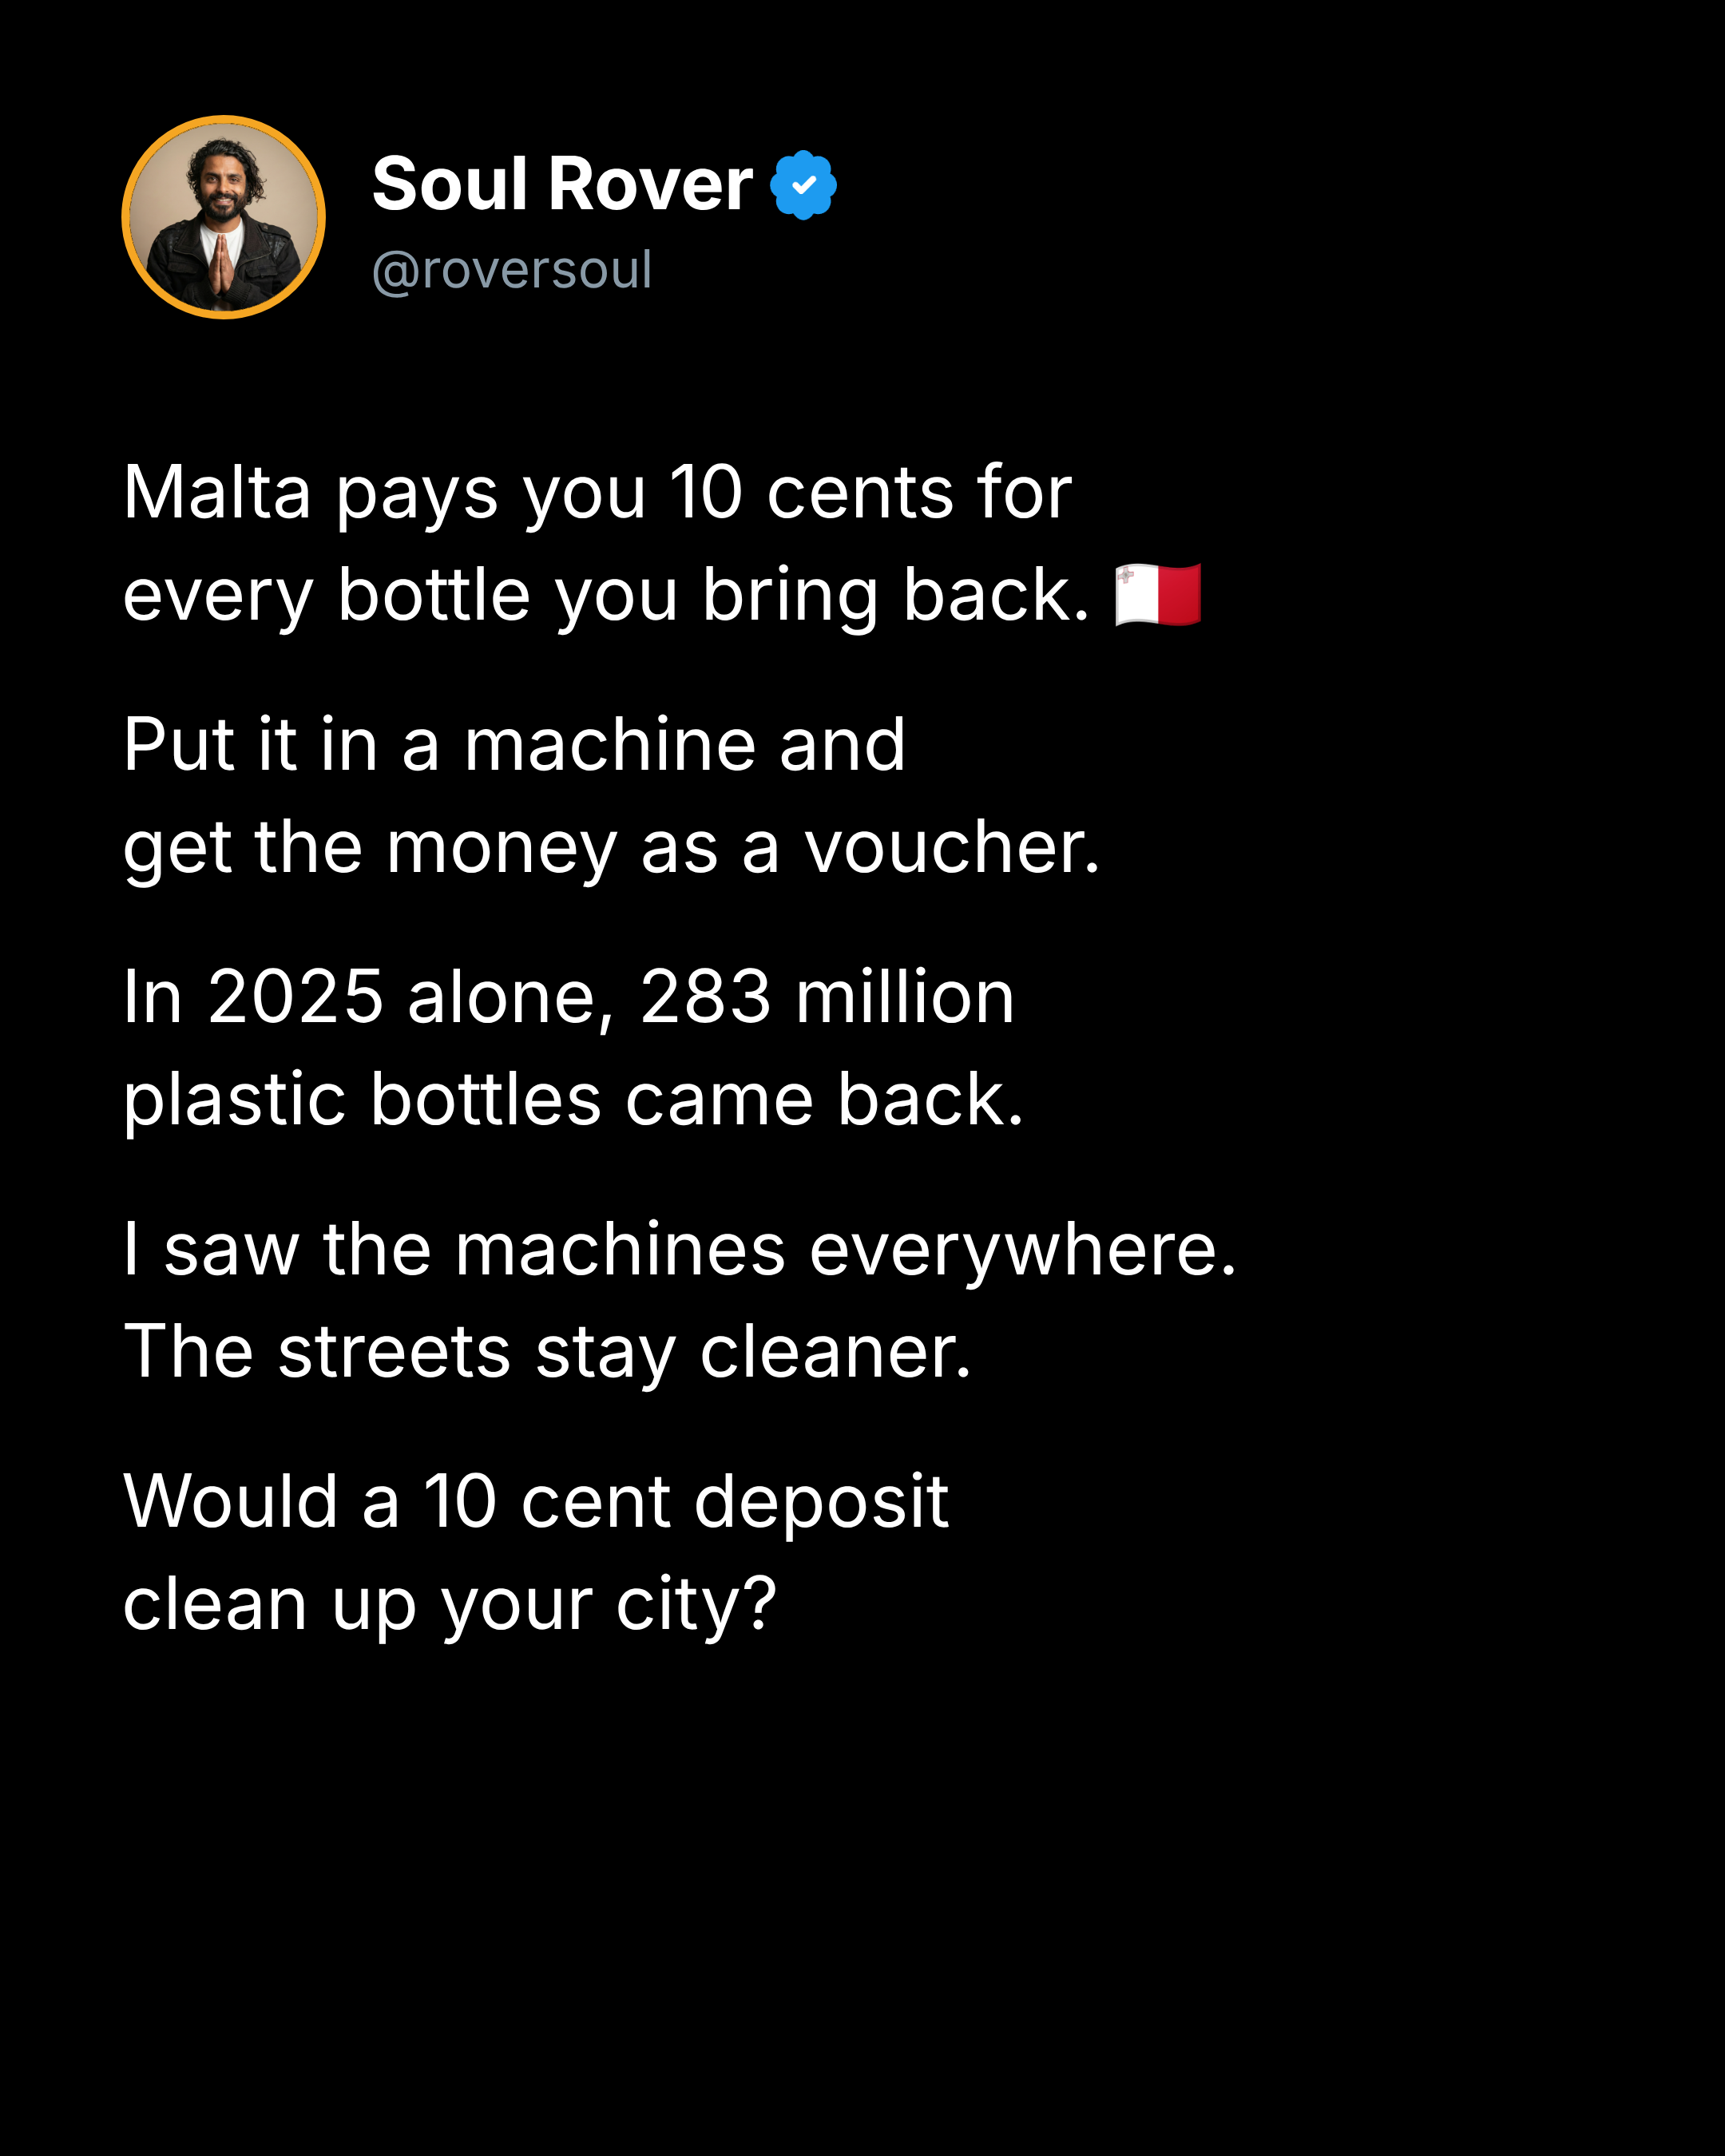 Soul Rover
@roversoul
Malta pays you 10 cents for
every bottle you bring back. 🇲🇹
Put it in a machine and
get the money as a voucher.
In 2025 alone, 283 million
plastic bottles came back.
I saw the machines everywhere.
The streets stay cleaner.
Would a 10 cent deposit
clean up your city?